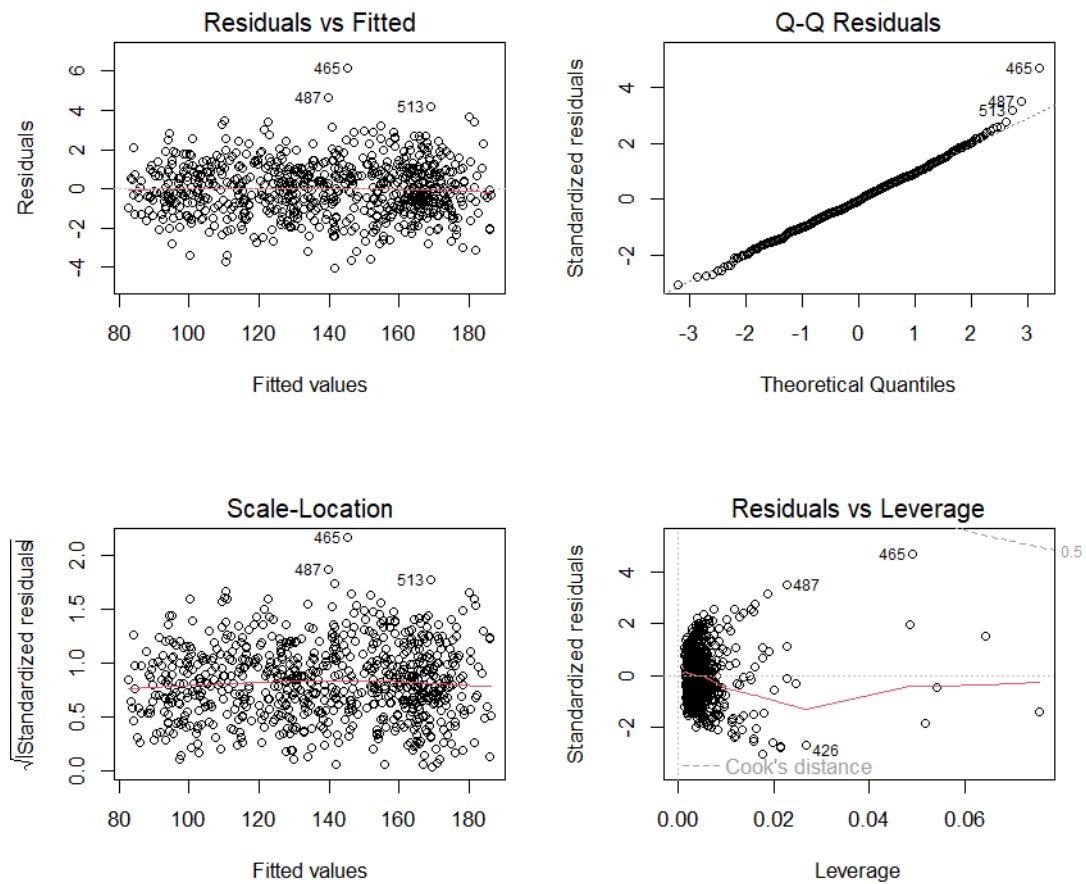 Residuals vs Fitted
Residuals
6
4
2
0
-2
-4
465
487
513
80 100 120 140 160 180
Fitted values
Q-Q Residuals
Standardized residuals
4
2
0
-2
465
487
513
-3 -2 -1 0 1 2 3
Theoretical Quantiles
Scale-Location
√|Standardized residuals|
2.0
1.5
1.0
0.5
0.0
465
487
513
80 100 120 140 160 180
Fitted values
Residuals vs Leverage
Standardized residuals
4
2
0
-2
465
0.5
487
426
Cook's distance
0.00 0.02 0.04 0.06
Leverage